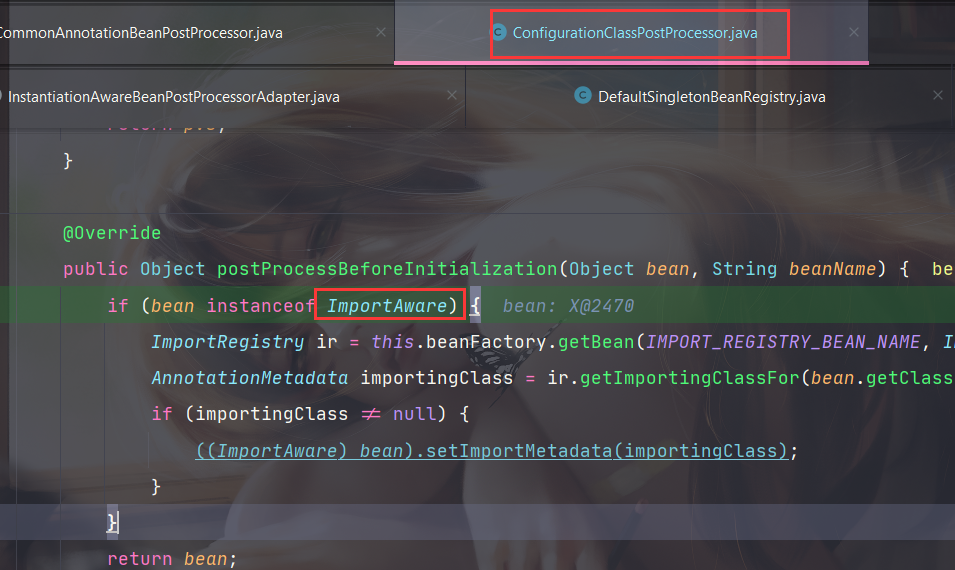 CommonAnnotationBeanPostProcessor.java
ConfigurationClassPostProcessor.java
InstantiationAwareBeanPostProcessorAdapter.java
DefaultSingletonBeanRegistry.java
}
@Override
public Object postProcessBeforeInitialization(Object bean, String beanName) { be
if (bean instanceof ImportAware) { bean: X@2470
ImportRegistry ir = this.beanFactory.getBean(IMPORT_REGISTRY_BEAN_NAME, I
AnnotationMetadata importingClass = ir.getImportingClassFor(bean.getClass
if (importingClass ≠ null) {
((ImportAware) bean).setImportMetadata(importingClass);
}
}
return bean;